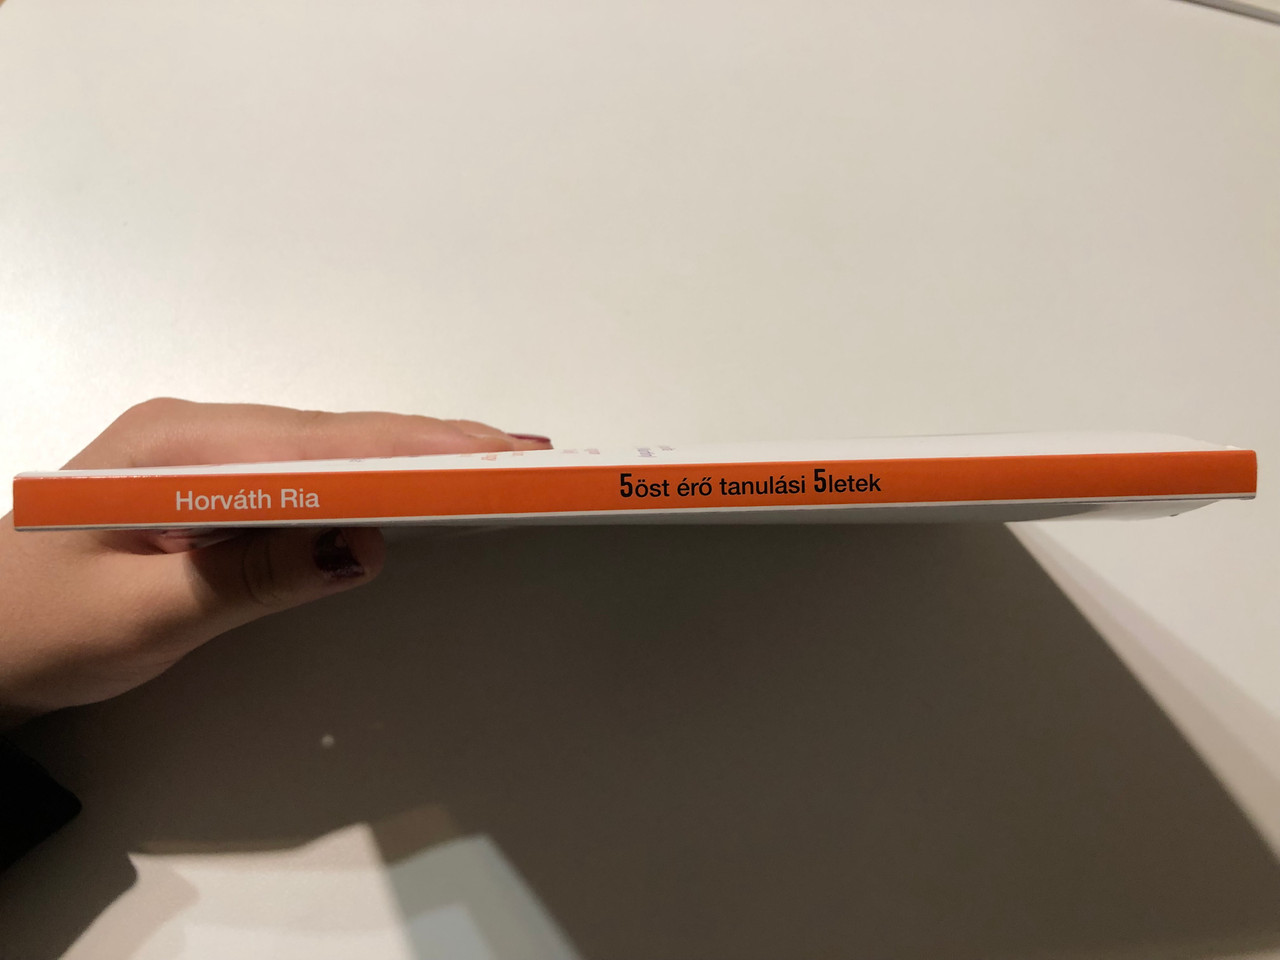 Horváth Ria
5öst érő tanulási 5letek